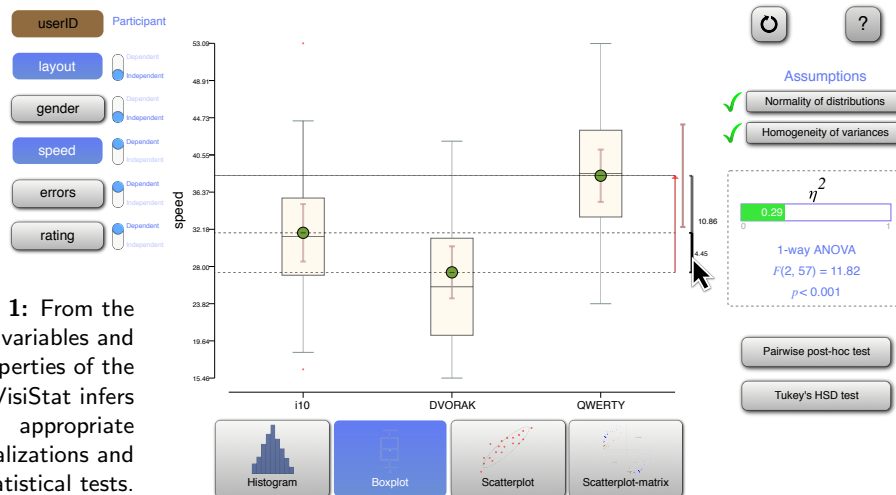 userID
Participant
layout
Dependent
Independent
gender
Dependent
Independent
speed
Dependent
Independent
errors
Dependent
Independent
rating
Dependent
Independent
1: From the
variables and
perties of the
VisiStat infers
appropriate
alizations and
atistical tests.
speed
53.09
48.91
44.73
40.55
36.37
32.18
28.00
23.82
19.64
15.46
i10
DVORAK
QWERTY
10.86
4.45
Histogram
Boxplot
Scatterplot
Scatterplot-matrix
?
Assumptions
Normality of distributions
Homogeneity of variances
η²
0.29
0
1
1-way ANOVA
F(2, 57) = 11.82
p < 0.001
Pairwise post-hoc test
Tukey's HSD test